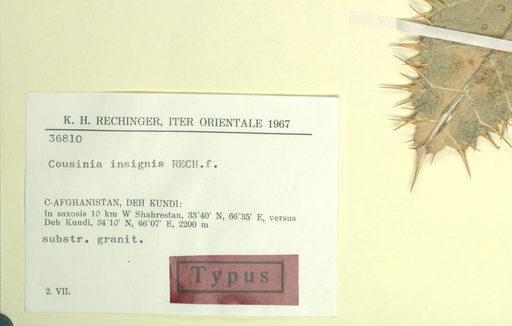 K. H. RECHINGER, ITER ORIENTALE 1967
36810
Cousinia insignis RECH.f.
C-AFGHANISTAN, DEH KUNDI:
In saxosis 10 km W Shahrestan, 33°40′ N, 66°35′ E, versus
Deh Kundi, 34°10′ N, 66°07′ E, 2200 m
substr. granit.
Typus
2. VII.